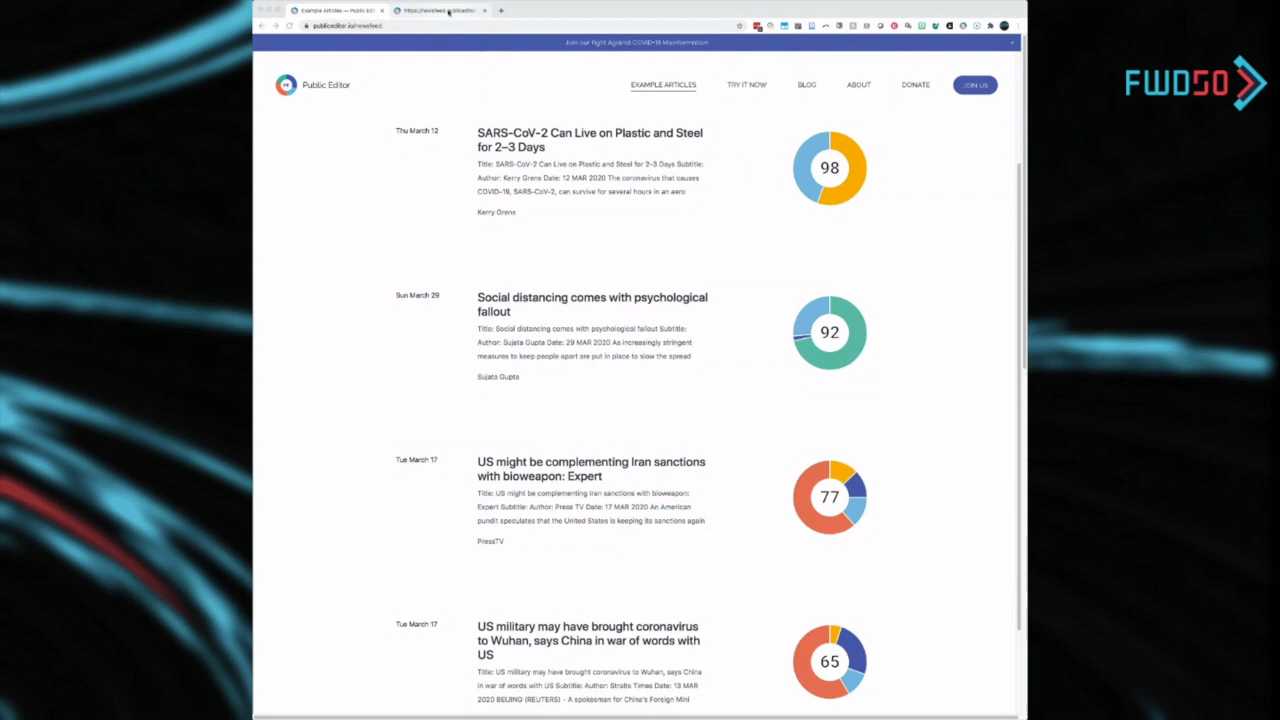 Example Articles — Public Edit
https://newsfeed.publiceditor
publiceditor.io/newsfeed
Join our Fight Against COVID-19 Misinformation
Public Editor
EXAMPLE ARTICLES
TRY IT NOW
BLOG
ABOUT
DONATE
JOIN US
FWD50
Thu March 12
SARS-CoV-2 Can Live on Plastic and Steel
for 2–3 Days
Title: SARS-CoV-2 Can Live on Plastic and Steel for 2-3 Days Subtitle:
Author: Kerry Grens Date: 12 MAR 2020 The coronavirus that causes
COVID-19, SARS-CoV-2, can survive for several hours in an aero
Kerry Grens
98
Sun March 29
Social distancing comes with psychological
fallout
Title: Social distancing comes with psychological fallout Subtitle:
Author: Sujata Gupta Date: 29 MAR 2020 As increasingly stringent
measures to keep people apart are put in place to slow the spread
Sujata Gupta
92
Tue March 17
US might be complementing Iran sanctions
with bioweapon: Expert
Title: US might be complementing Iran sanctions with bioweapon:
Expert Subtitle: Author: Press TV Date: 17 MAR 2020 An American
pundit speculates that the United States is keeping its sanctions again
PressTV
77
Tue March 17
US military may have brought coronavirus
to Wuhan, says China in war of words with
US
Title: US military may have brought coronavirus to Wuhan, says China
in war of words with US Subtitle: Author: Straits Times Date: 13 MAR
2020 BEIJING (REUTERS) - A spokesman for China's Foreign Mini
65